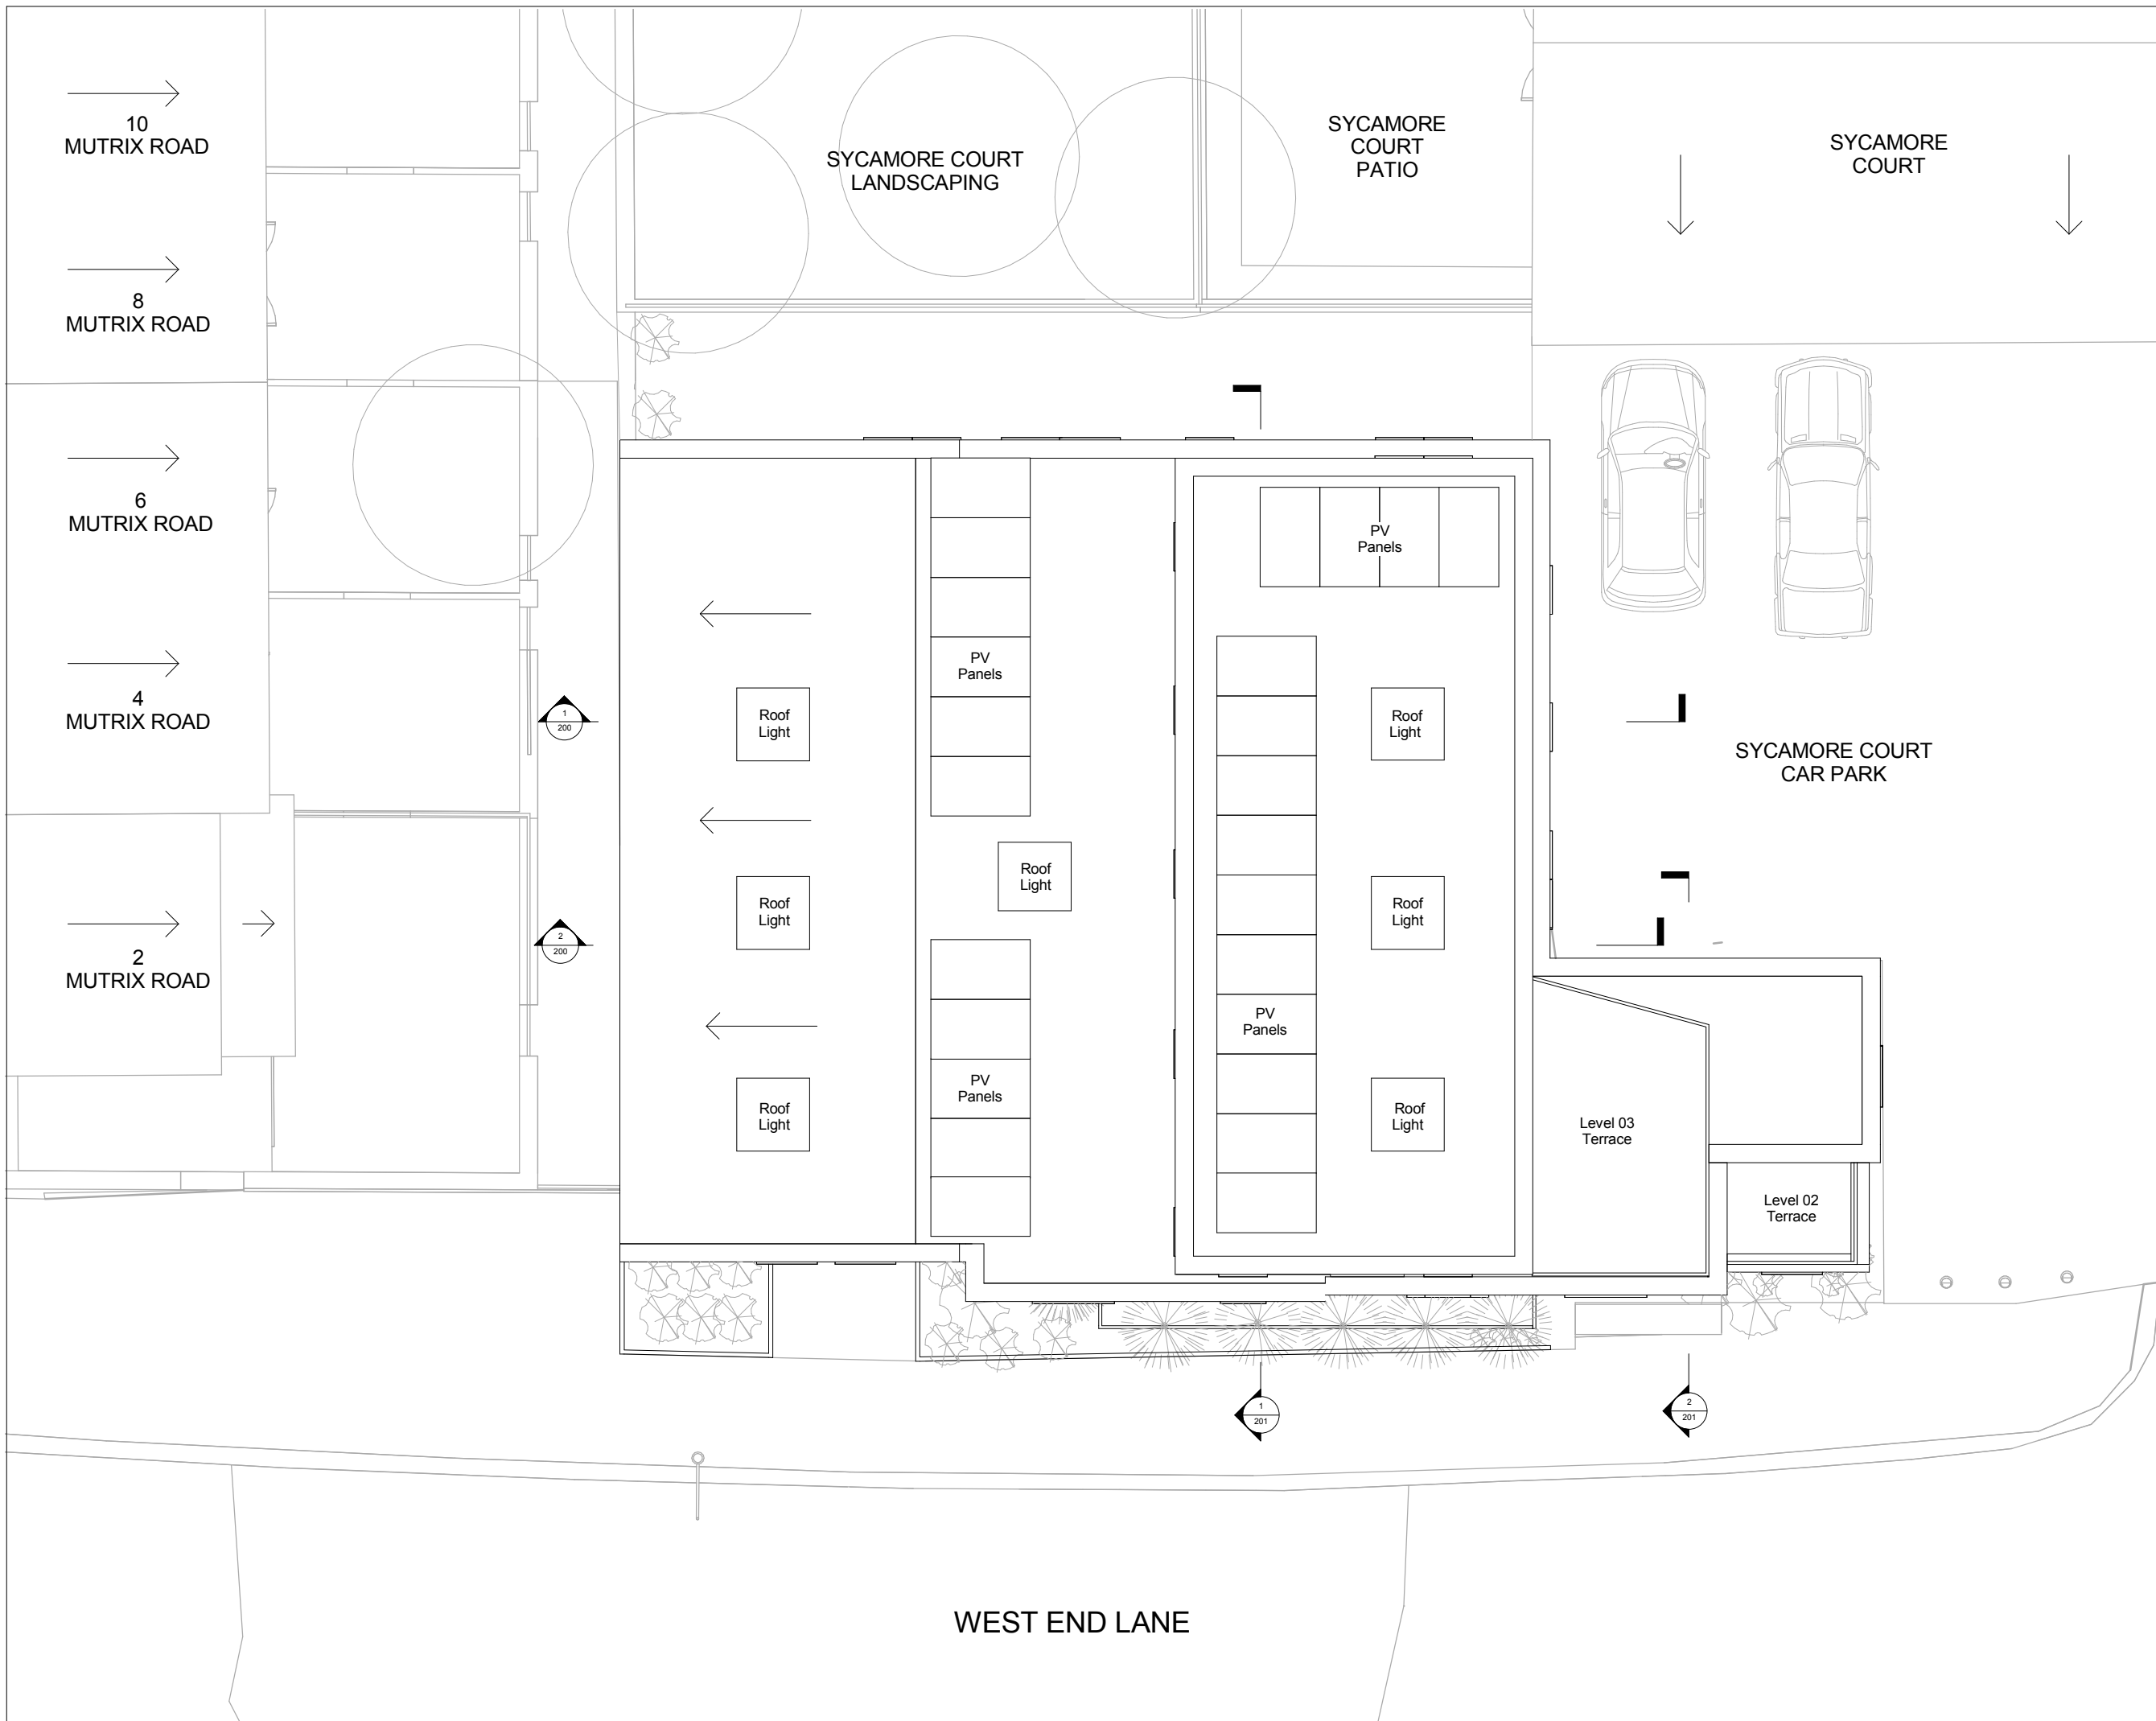 10
MUTRIX ROAD
SYCAMORE COURT
LANDSCAPING
SYCAMORE
COURT
PATIO
SYCAMORE
COURT
8
MUTRIX ROAD
6
MUTRIX ROAD
PV
Panels
4
MUTRIX ROAD
1
200
Roof
Light
PV
Panels
Roof
Light
SYCAMORE COURT
CAR PARK
2
MUTRIX ROAD
2
200
Roof
Light
Roof
Light
Roof
Light
PV
Panels
Roof
Light
PV
Panels
Roof
Light
Level 03
Terrace
Level 02
Terrace
1
201
2
201
WEST END LANE